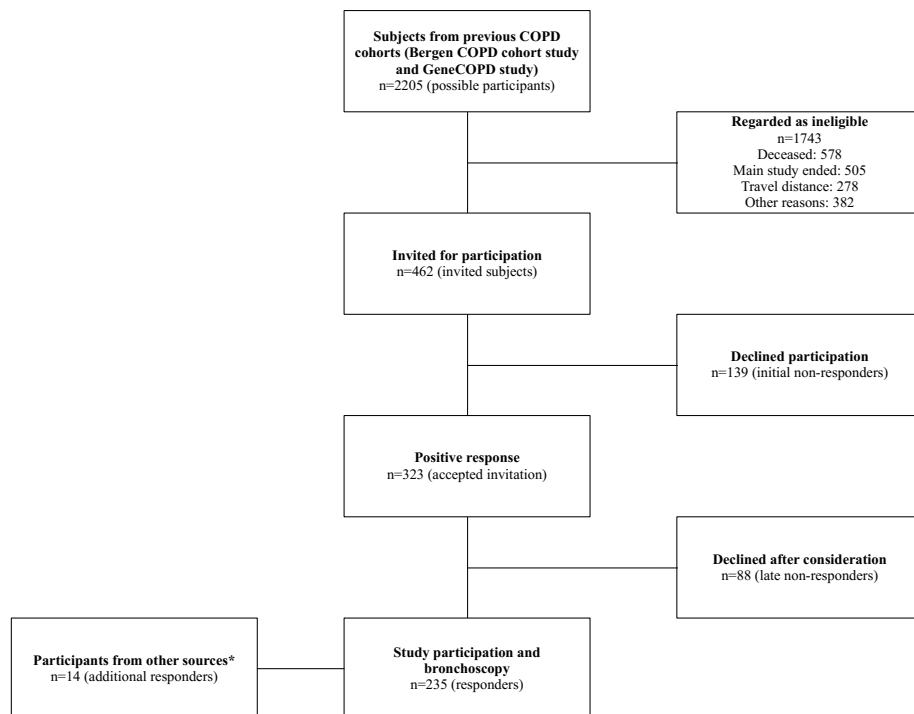 Subjects from previous COPD
cohorts (Bergen COPD cohort study
and GeneCOPD study)
n=2205 (possible participants)
Regarded as ineligible
n=1743
Deceased: 578
Main study ended: 505
Travel distance: 278
Other reasons: 382
Invited for participation
n=462 (invited subjects)
Declined participation
n=139 (initial non-responders)
Positive response
n=323 (accepted invitation)
Declined after consideration
n=88 (late non-responders)
Participants from other sources*
n=14 (additional responders)
Study participation and
bronchoscopy
n=235 (responders)